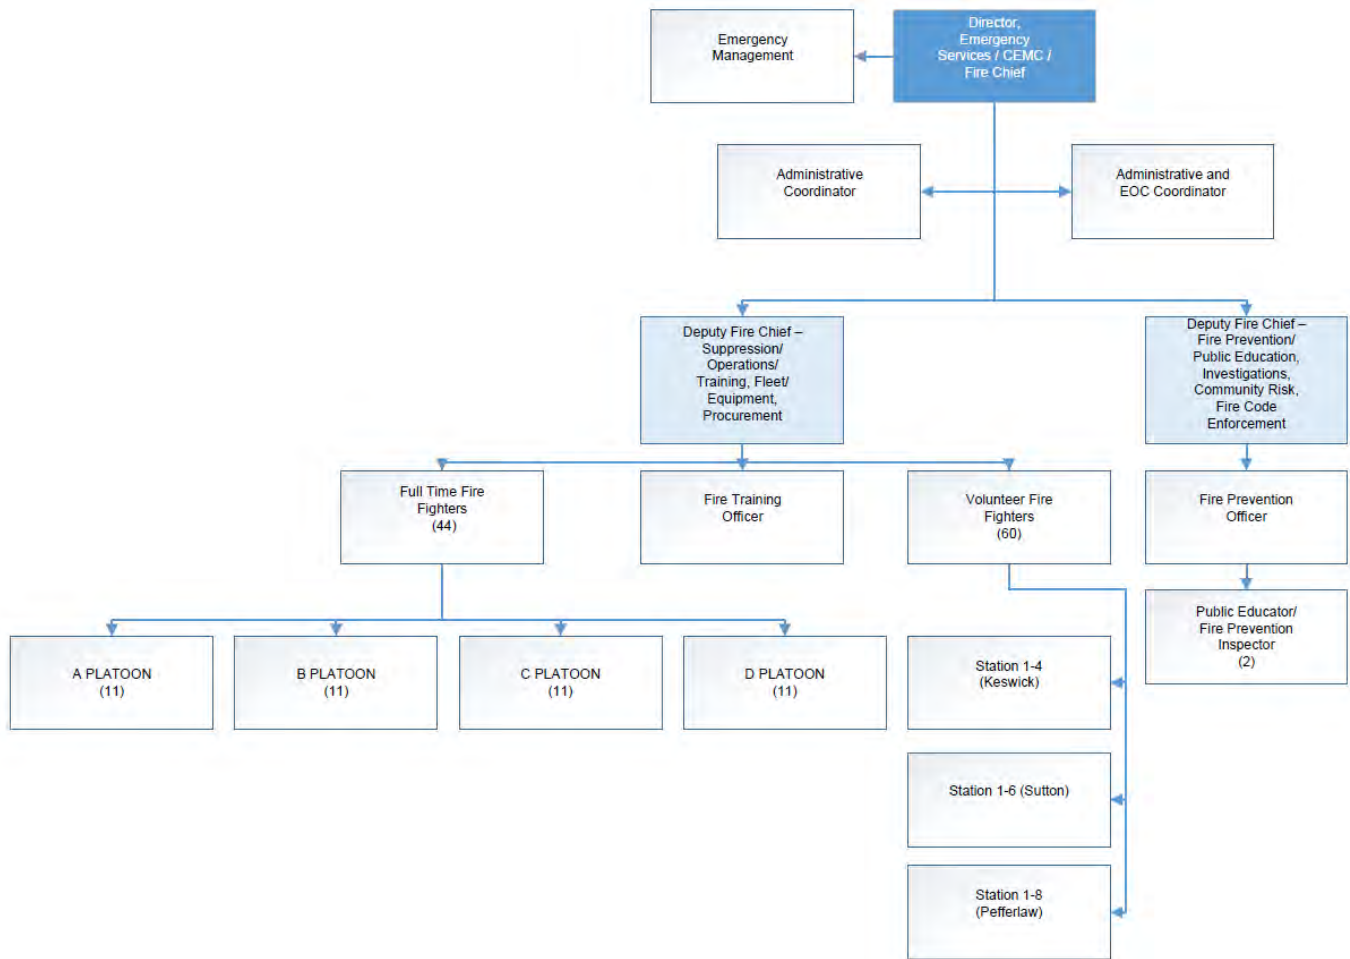 Emergency
Management
Director,
Emergency
Services / CEMC /
Fire Chief
Administrative
Coordinator
Administrative and
EOC Coordinator
Deputy Fire Chief –
Suppression/
Operations/
Training, Fleet/
Equipment,
Procurement
Deputy Fire Chief –
Fire Prevention/
Public Education,
Investigations,
Community Risk,
Fire Code
Enforcement
Full Time Fire
Fighters
(44)
Fire Training
Officer
Volunteer Fire
Fighters
(60)
Fire Prevention
Officer
Public Educator/
Fire Prevention
Inspector
(2)
A PLATOON
(11)
B PLATOON
(11)
C PLATOON
(11)
D PLATOON
(11)
Station 1-4
(Keswick)
Station 1-6 (Sutton)
Station 1-8
(Pefferlaw)